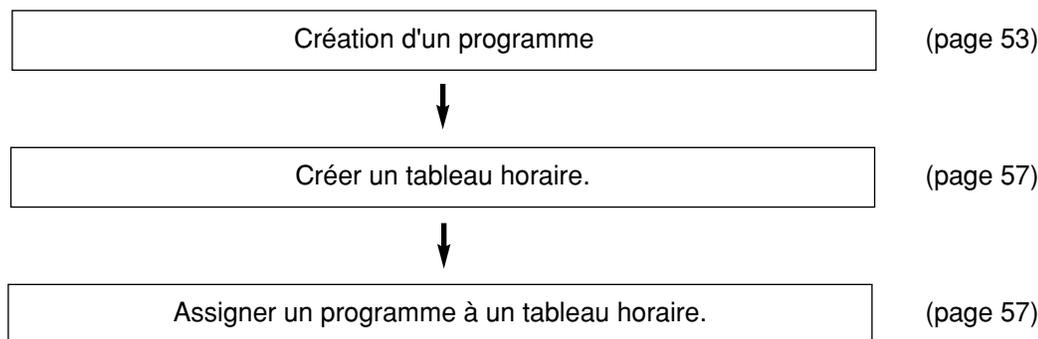 Création d'un programme (page 53)
Créer un tableau horaire. (page 57)
Assigner un programme à un tableau horaire. (page 57)